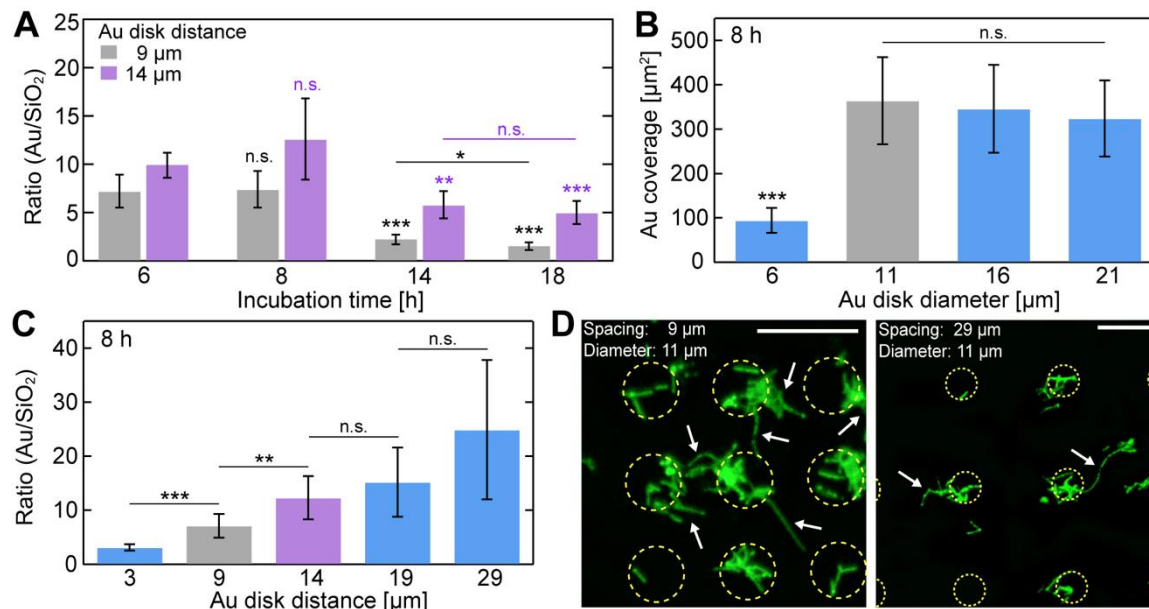 A
Au disk distance
9 µm
14 µm
Ratio (Au/SiO₂)
25
20
15
10
5
0
n.s.
n.s.
***
**
*
n.s.
***
***
6
8
14
18
Incubation time [h]
B
8 h
n.s.
Au coverage [µm²]
500
400
300
200
100
0
***
6
11
16
21
Au disk diameter [µm]
C
8 h
Ratio (Au/SiO₂)
40
30
20
10
0
***
**
n.s.
n.s.
3
9
14
19
29
Au disk distance [µm]
D
Spacing: 9 µm
Diameter: 11 µm
Spacing: 29 µm
Diameter: 11 µm